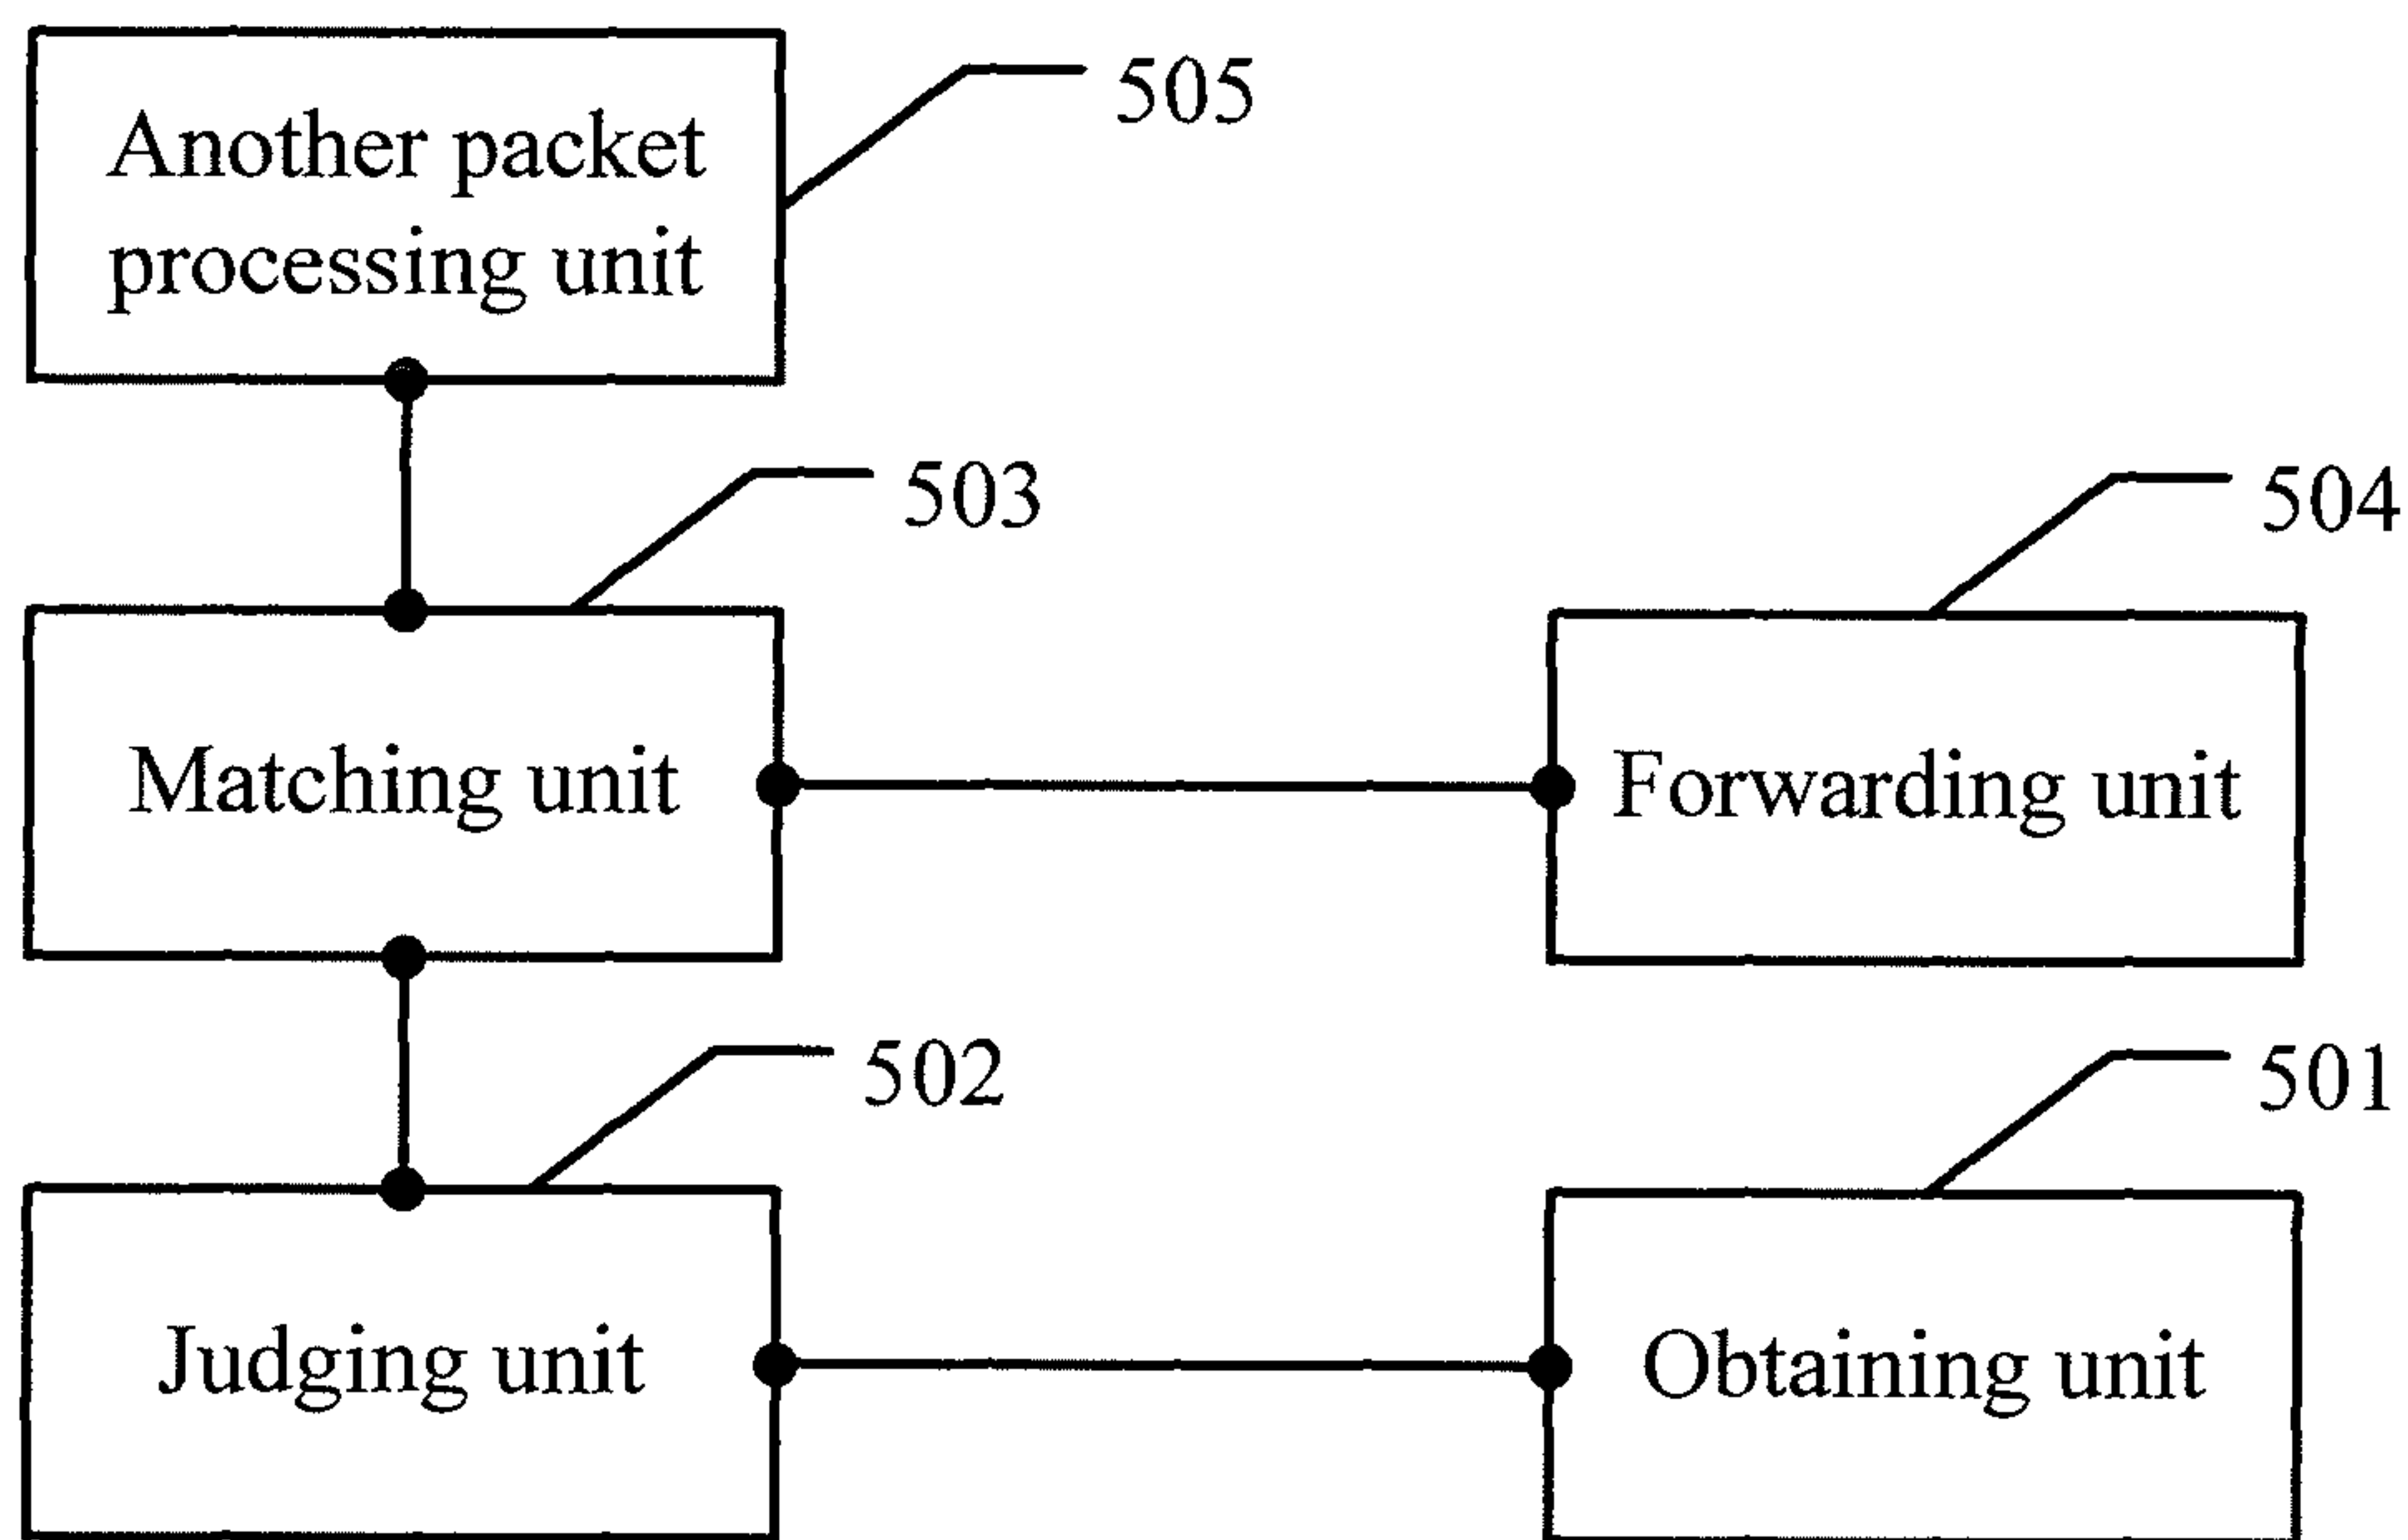 505
Another packet
processing unit
503
504
Matching unit
Forwarding unit
502
501
Judging unit
Obtaining unit